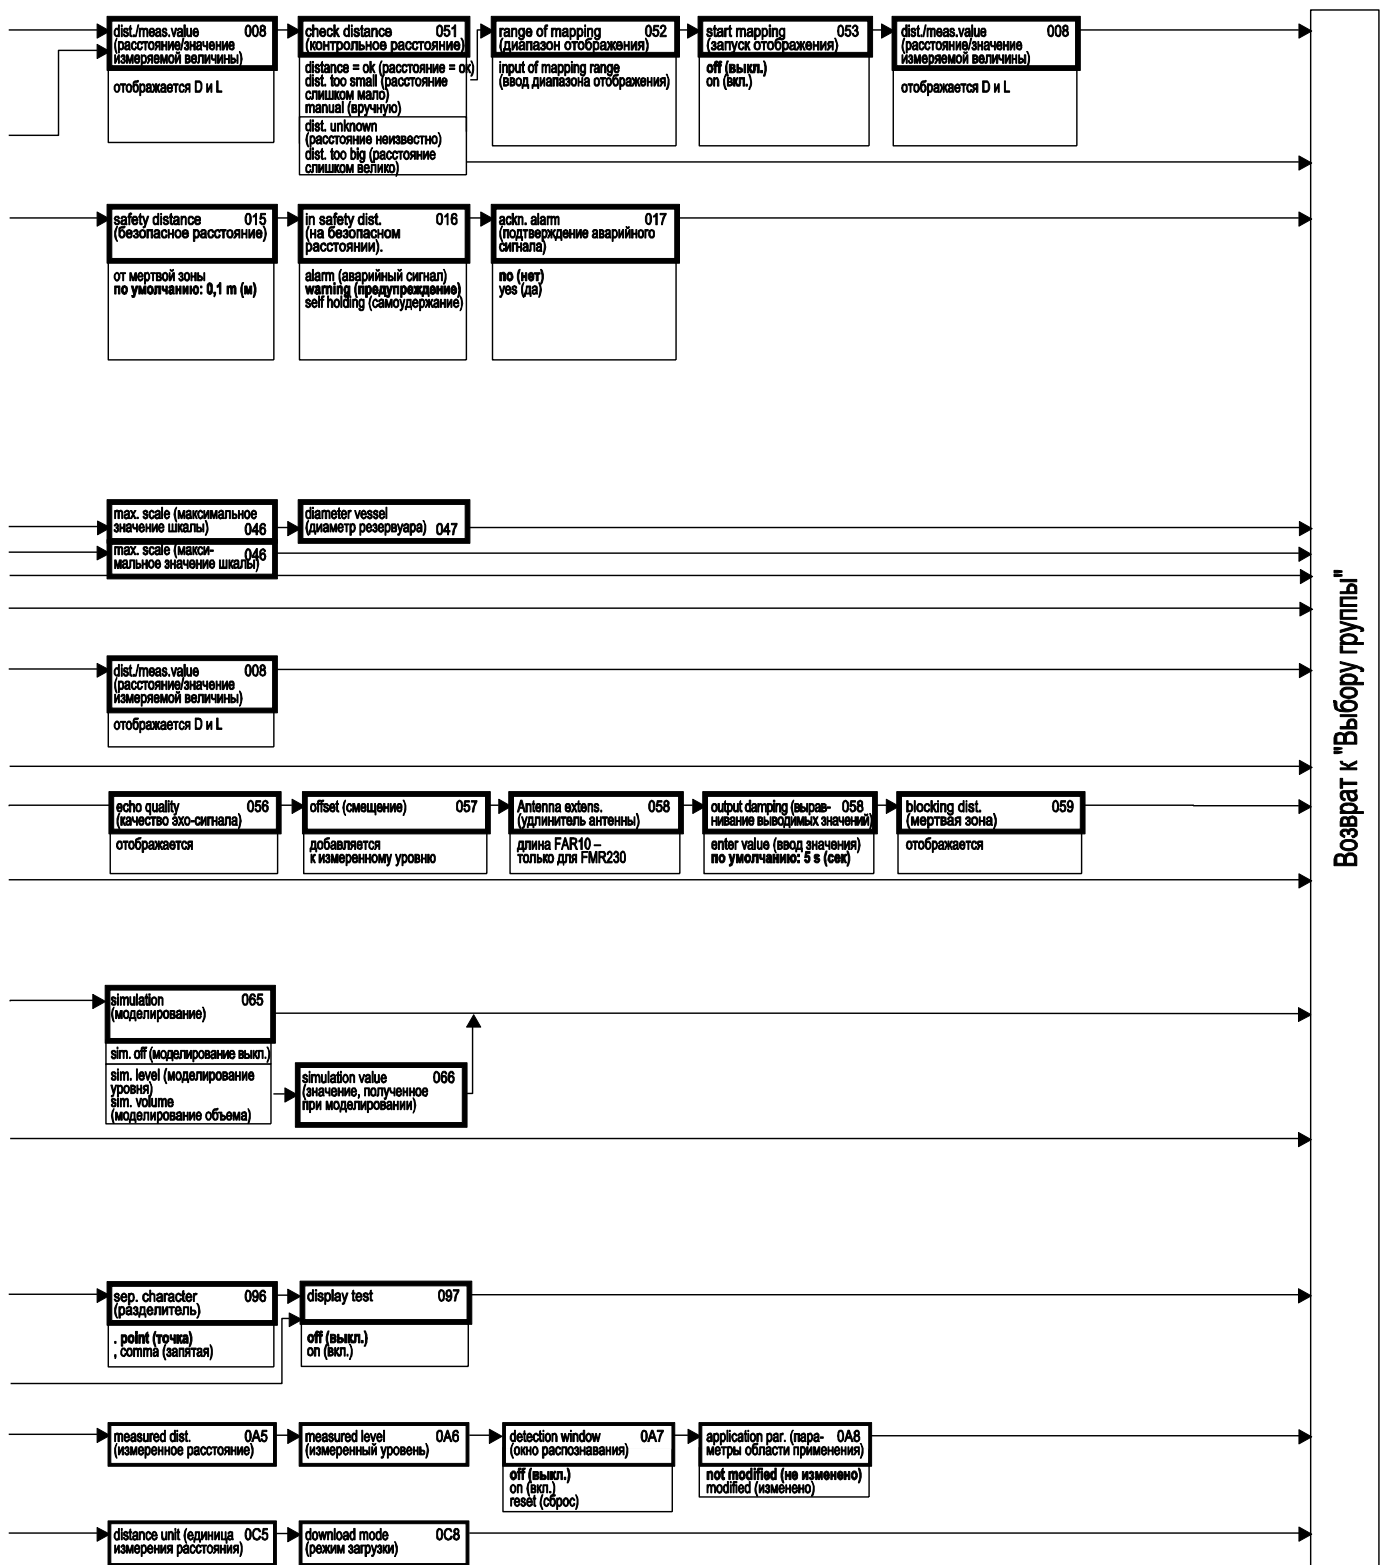 dist./meas.value 008
(расстояние/значение
измеряемой величины)
отображается D и L
check distance 051
(контрольное расстояние)
distance = ok (расстояние = ok)
dist. too small (расстояние
слишком мало)
manual (вручную)
dist. unknown
(расстояние неизвестно)
dist. too big (расстояние
слишком велико)
range of mapping 052
(диапазон отображения)
input of mapping range
(ввод диапазона отображения)
start mapping 053
(запуск отображения)
off (выкл.)
on (вкл.)
dist./meas.value 008
(расстояние/значение
измеряемой величины)
отображается D и L
safety distance 015
(безопасное расстояние)
от мертвой зоны
по умолчанию: 0,1 m (м)
in safety dist. 016
(на безопасном
расстоянии).
alarm (аварийный сигнал)
warning (предупреждение)
self holding (самоудержание)
ackn. alarm 017
(подтверждение аварийного
сигнала)
no (нет)
yes (да)
max. scale (максимальное
значение шкалы) 046
diameter vessel
(диаметр резервуара) 047
max. scale (макси- 046
мальное значение шкалы)
dist./meas.value 008
(расстояние/значение
измеряемой величины)
отображается D и L
echo quality 056
(качество эхо-сигнала)
отображается
offset (смещение) 057
добавляется
к измеренному уровню
Antenna extens. 058
(удлинитель антенны)
длина FAR10 –
только для FMR230
output damping (вырав- 058
нивание выводимых значений)
enter value (ввод значения)
по умолчанию: 5 s (сек)
blocking dist. 059
(мертвая зона)
отображается
simulation 065
(моделирование)
sim. off (моделирование выкл.)
sim. level (моделирование
уровня)
sim. volume
(моделирование объема)
simulation value 066
(значение, полученное
при моделировании)
sep. character 096
(разделитель)
. point (точка)
, comma (запятая)
display test 097
off (выкл.)
on (вкл.)
measured dist. 0A5
(измеренное расстояние)
measured level 0A6
(измеренный уровень)
detection window 0A7
(окно распознавания)
off (выкл.)
on (вкл.)
reset (сброс)
application par. (пара- 0A8
метры области применения)
not modified (не изменено)
modified (изменено)
distance unit (единица 0C5
измерения расстояния)
download mode 0C8
(режим загрузки)
Возврат к "Выбору группы"